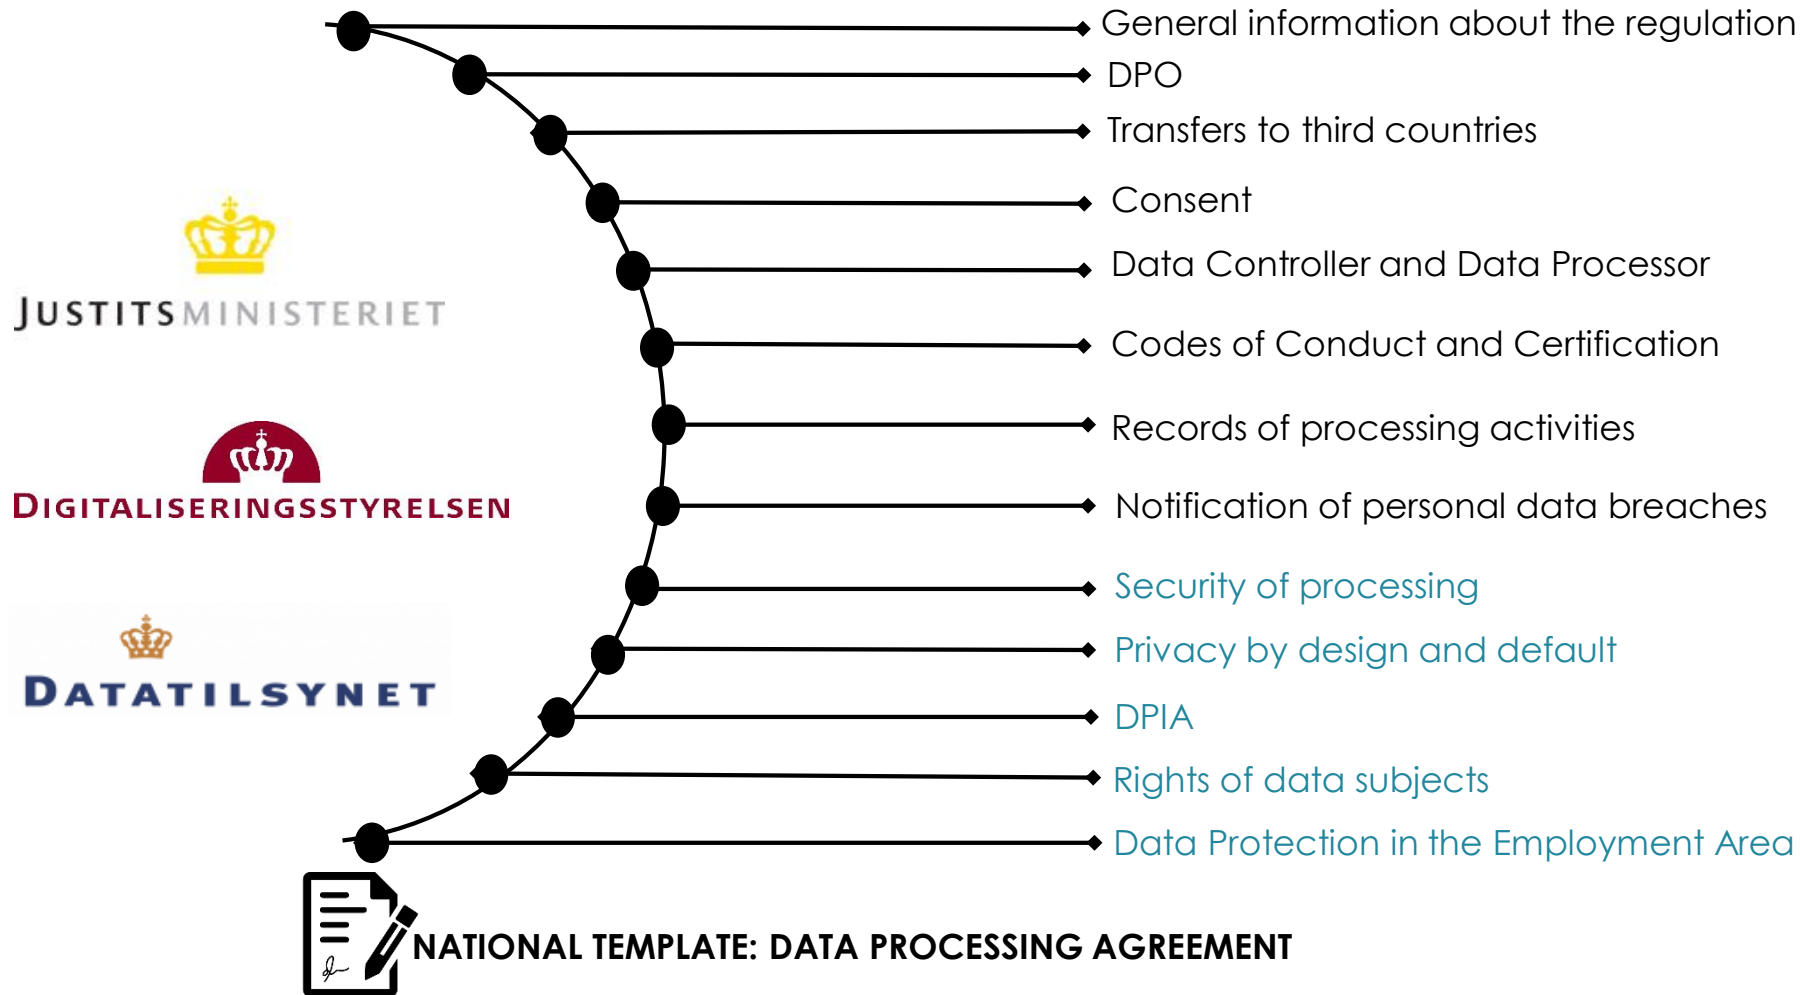 General information about the regulation
DPO
Transfers to third countries
Consent
Data Controller and Data Processor
Codes of Conduct and Certification
Records of processing activities
Notification of personal data breaches
Security of processing
Privacy by design and default
DPIA
Rights of data subjects
Data Protection in the Employment Area
JUSTITSMINISTERIET
DIGITALISERINGSSTYRELSEN
DATATILSYNET
NATIONAL TEMPLATE: DATA PROCESSING AGREEMENT